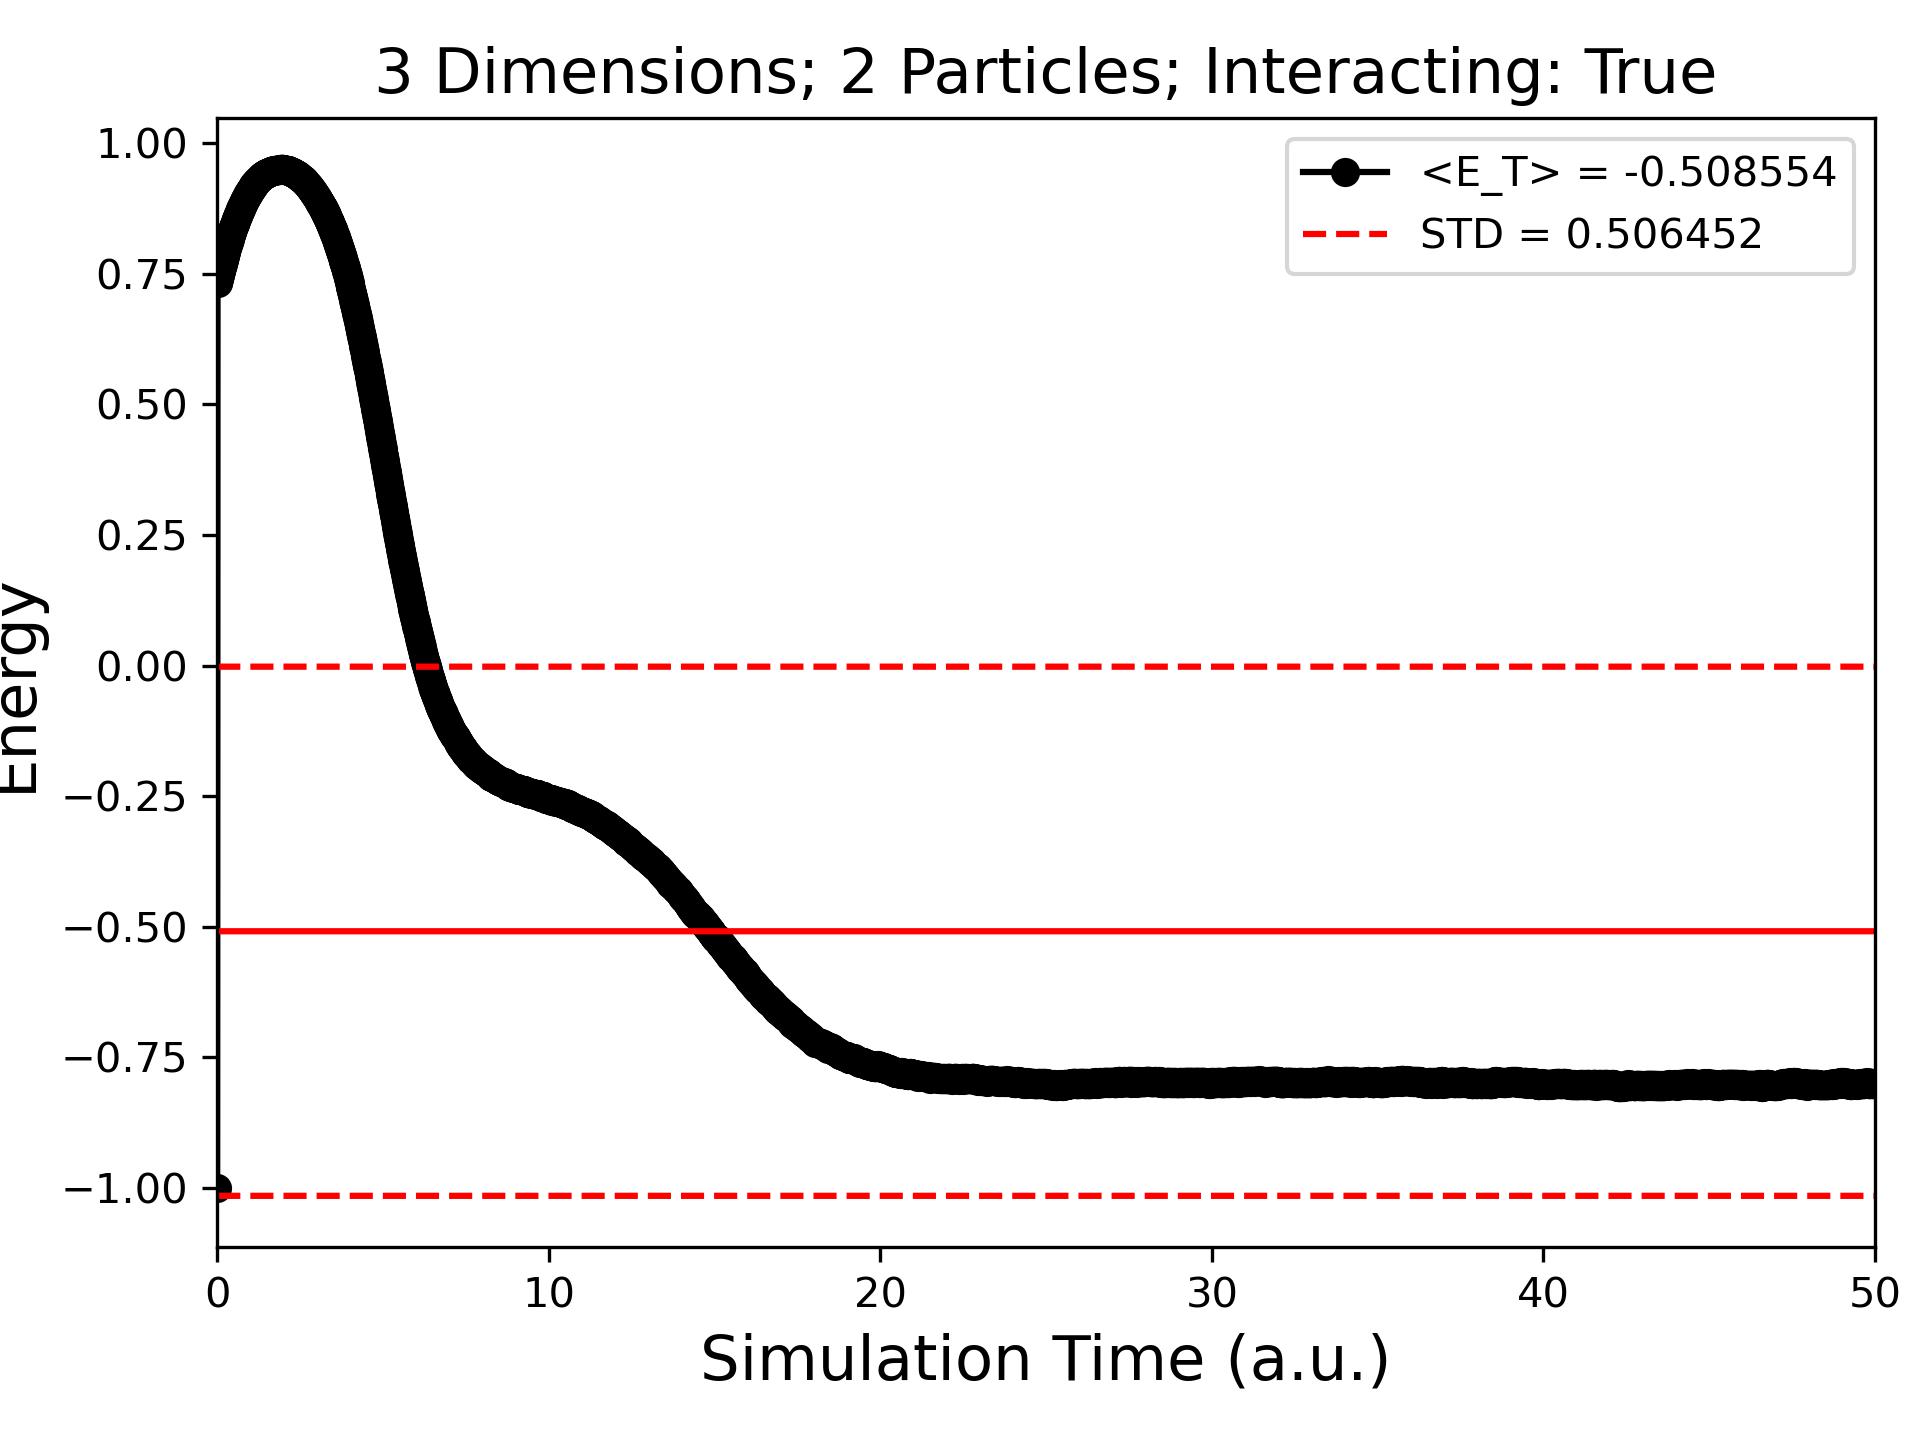 3 Dimensions; 2 Particles; Interacting: True
<E_T> = -0.508554
STD = 0.506452
1.00
0.75
0.50
0.25
0.00
−0.25
−0.50
−0.75
−1.00
Energy
0 10 20 30 40 50
Simulation Time (a.u.)